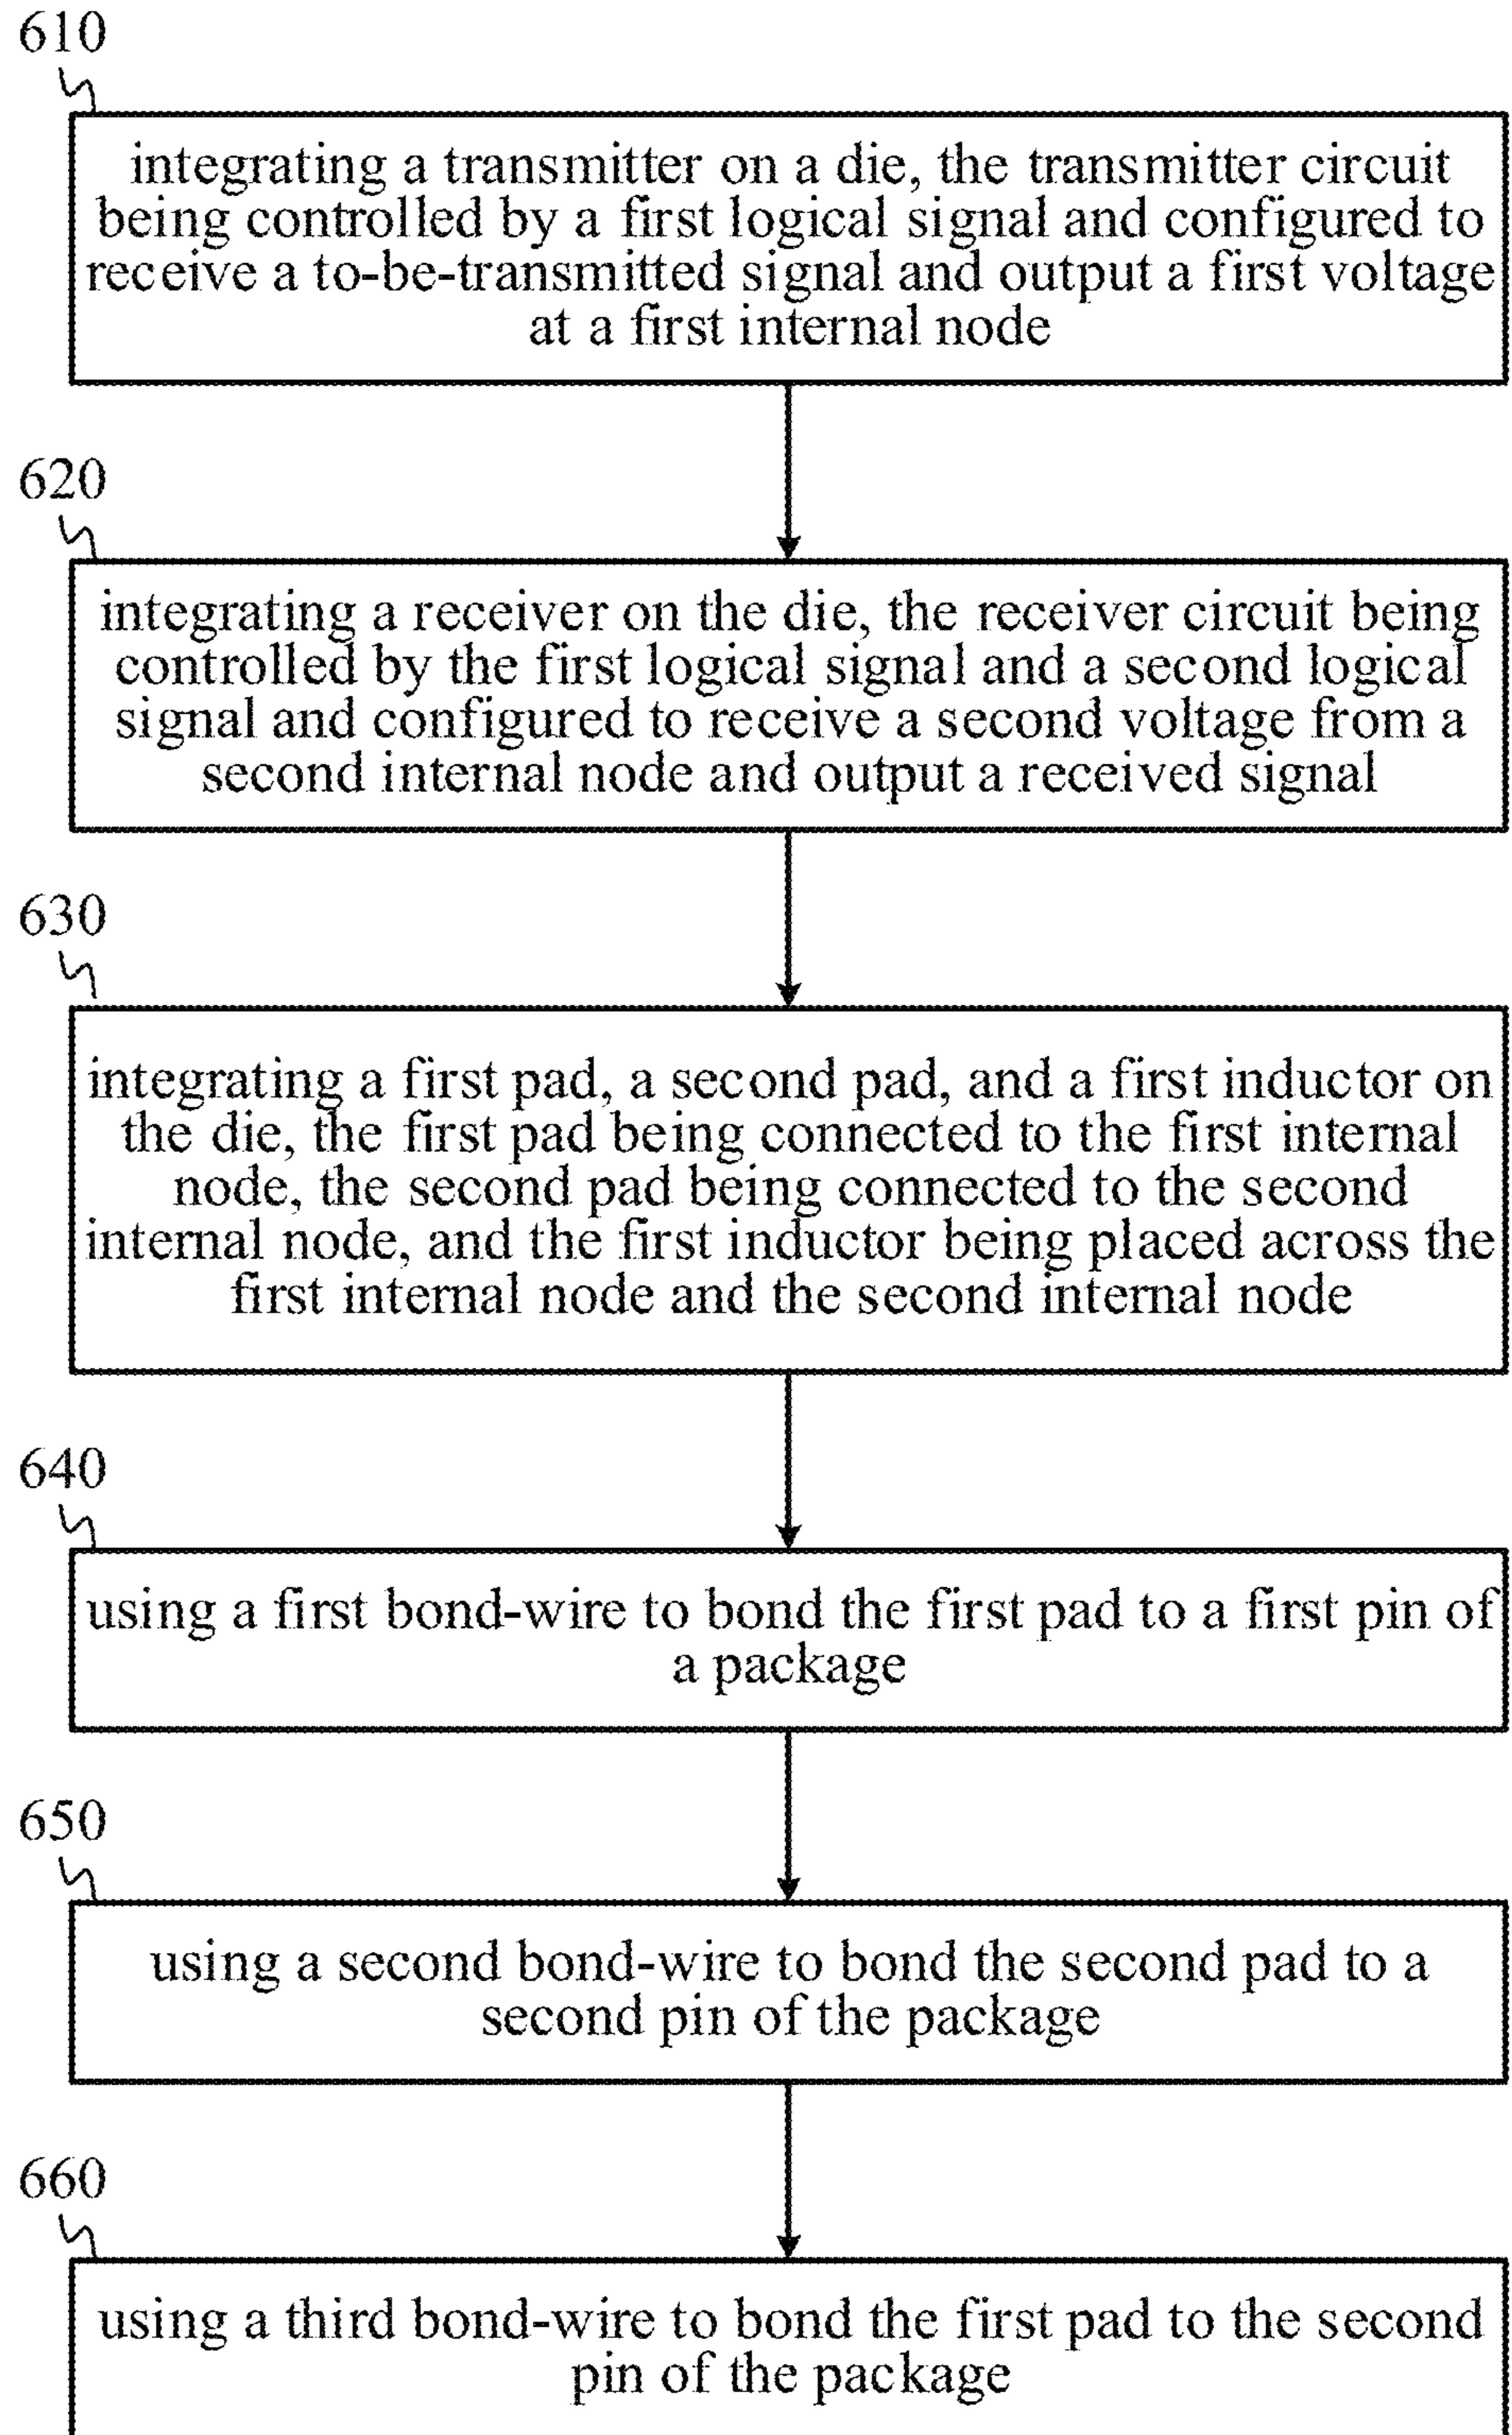 610
integrating a transmitter on a die, the transmitter circuit
being controlled by a first logical signal and configured to
receive a to-be-transmitted signal and output a first voltage
at a first internal node
620
integrating a receiver on the die, the receiver circuit being
controlled by the first logical signal and a second logical
signal and configured to receive a second voltage from a
second internal node and output a received signal
630
integrating a first pad, a second pad, and a first inductor on
the die, the first pad being connected to the first internal
node, the second pad being connected to the second
internal node, and the first inductor being placed across the
first internal node and the second internal node
640
using a first bond-wire to bond the first pad to a first pin of
a package
650
using a second bond-wire to bond the second pad to a
second pin of the package
660
using a third bond-wire to bond the first pad to the second
pin of the package